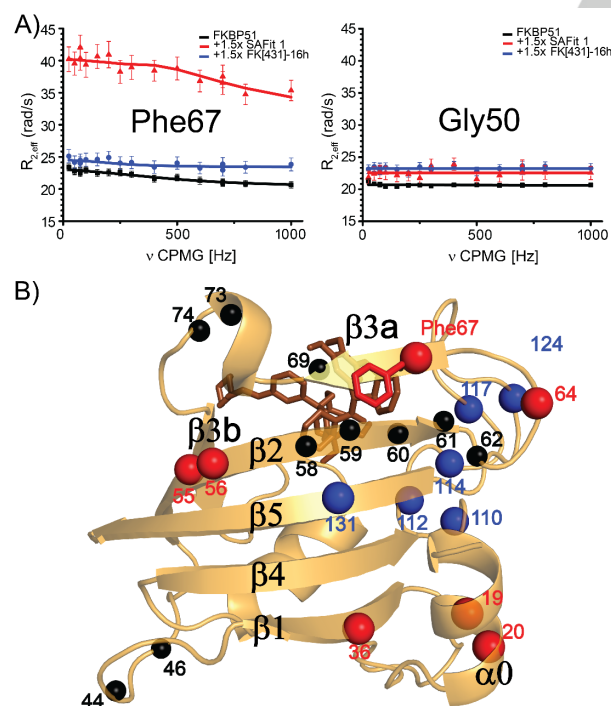 A)
FKBP51
+1.5x SAFit 1
+1.5x FK[431]-16h
Phe67
R2,eff (rad/s)
45
40
35
30
25
20
15
0
500
1000
ν CPMG [Hz]
FKBP51
+1.5x SAFit 1
+1.5x FK[431]-16h
Gly50
R2,eff (rad/s)
45
40
35
30
25
20
15
0
500
1000
ν CPMG [Hz]
B)
73
74
β3a
Phe67
124
69
117
64
β3b
β2
61
62
58
59
60
55
56
114
β5
131
112
110
β4
19
β1
20
36
46
α0
44